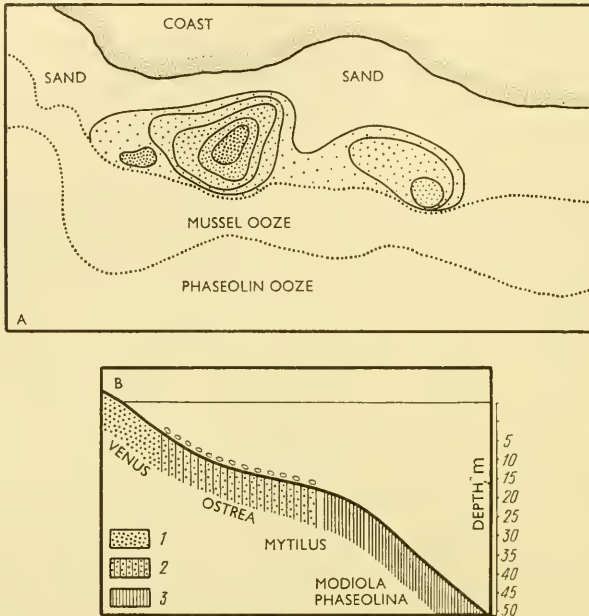 COAST
SAND
SAND
MUSSEL OOZE
PHASEOLIN OOZE
A
B
VENUS
OSTREA
MYTILUS
MODIOLA
PHASEOLINA
1
2
3
DEPTH, m
5
10
15
20
25
30
35
40
45
50